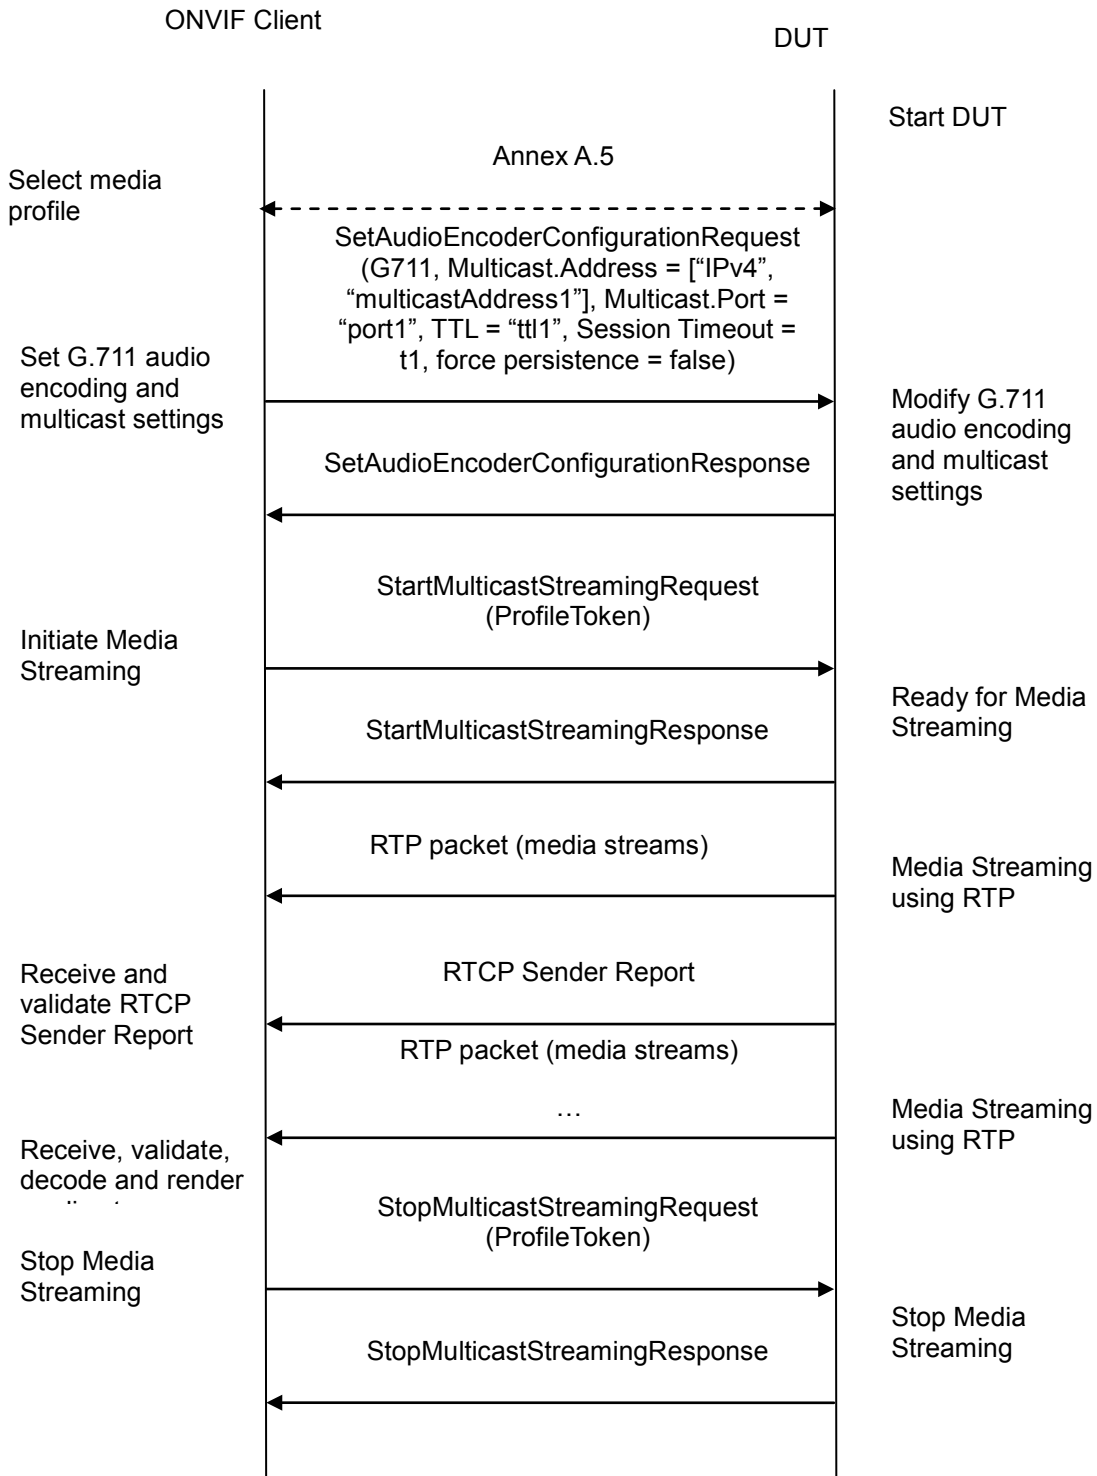 ONVIF Client
DUT
Start DUT
Annex A.5
Select media
profile
SetAudioEncoderConfigurationRequest
(G711, Multicast.Address = [“IPv4”,
“multicastAddress1”], Multicast.Port =
“port1”, TTL = “ttl1”, Session Timeout =
t1, force persistence = false)
Set G.711 audio
encoding and
multicast settings
Modify G.711
audio encoding
and multicast
settings
SetAudioEncoderConfigurationResponse
StartMulticastStreamingRequest
(ProfileToken)
Initiate Media
Streaming
Ready for Media
Streaming
StartMulticastStreamingResponse
RTP packet (media streams)
Media Streaming
using RTP
RTCP Sender Report
Receive and
validate RTCP
Sender Report
RTP packet (media streams)
…
Media Streaming
using RTP
Receive, validate,
decode and render
StopMulticastStreamingRequest
(ProfileToken)
Stop Media
Streaming
Stop Media
Streaming
StopMulticastStreamingResponse